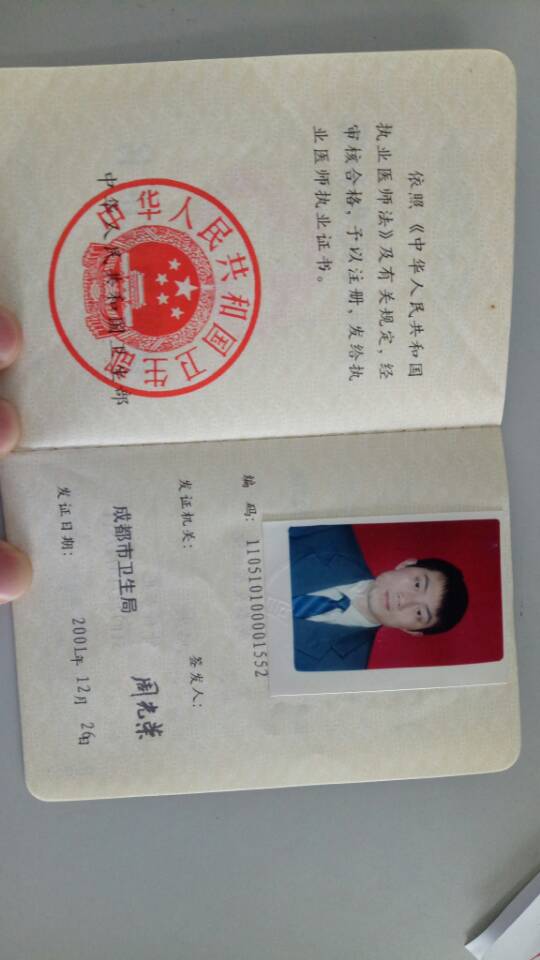 依照《中华人民共和国
执业医师法》及有关规定，经
审核合格，予以注册，发给执
业医师执业证书。
中华人民共和国卫生部
中华人民共和国卫生部
编 码: 110510100001552
发证机关:
签发人:
成都市卫生局
周光荣
发证日期:
2001年 12月 26日